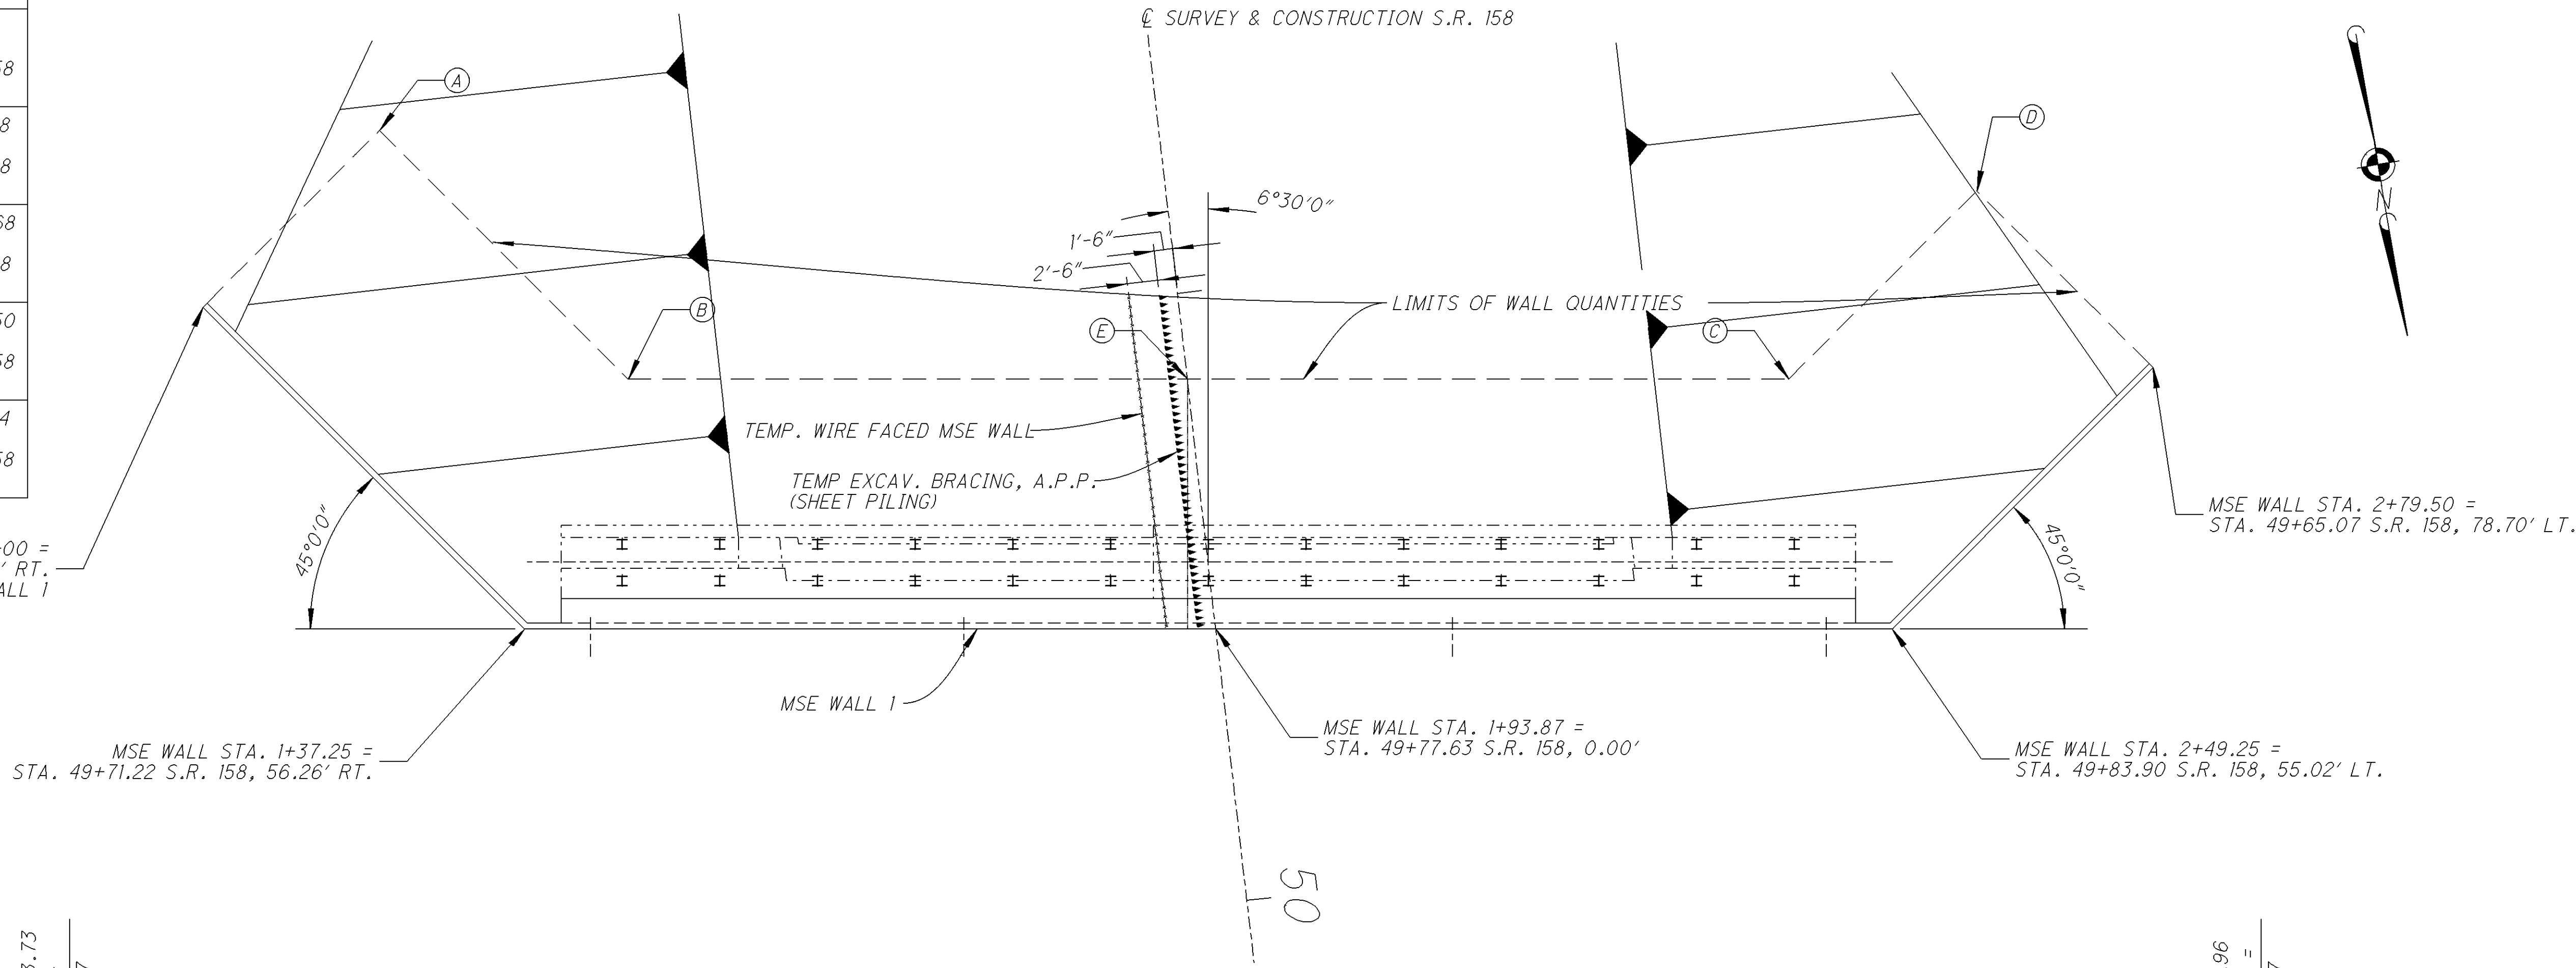 ℄ SURVEY & CONSTRUCTION S.R. 158
A
D
N
6°30'0"
1'-6"
2'-6"
LIMITS OF WALL QUANTITIES
B
E
C
TEMP. WIRE FACED MSE WALL
TEMP EXCAV. BRACING, A.P.P.
(SHEET PILING)
45°0'0"
45°0'0"
MSE WALL STA. 2+79.50 =
STA. 49+65.07 S.R. 158, 78.70' LT.
+00 =
' RT.
ALL 1
MSE WALL 1
MSE WALL STA. 1+93.87 =
STA. 49+77.63 S.R. 158, 0.00'
MSE WALL STA. 1+37.25 =
STA. 49+71.22 S.R. 158, 56.26' RT.
MSE WALL STA. 2+49.25 =
STA. 49+83.90 S.R. 158, 55.02' LT.
50